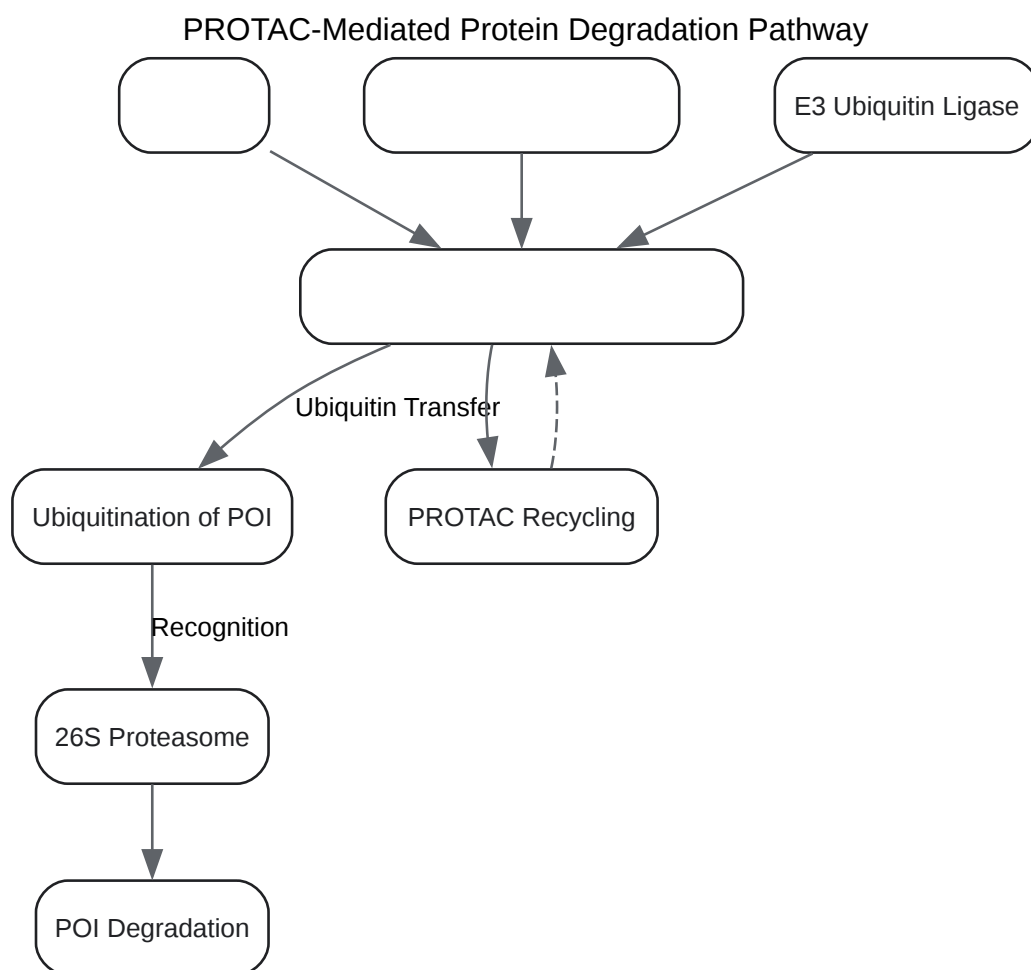 PROTAC-Mediated Protein Degradation Pathway
E3 Ubiquitin Ligase
Ubiquitin Transfer
Ubiquitination of POI
PROTAC Recycling
Recognition
26S Proteasome
POI Degradation